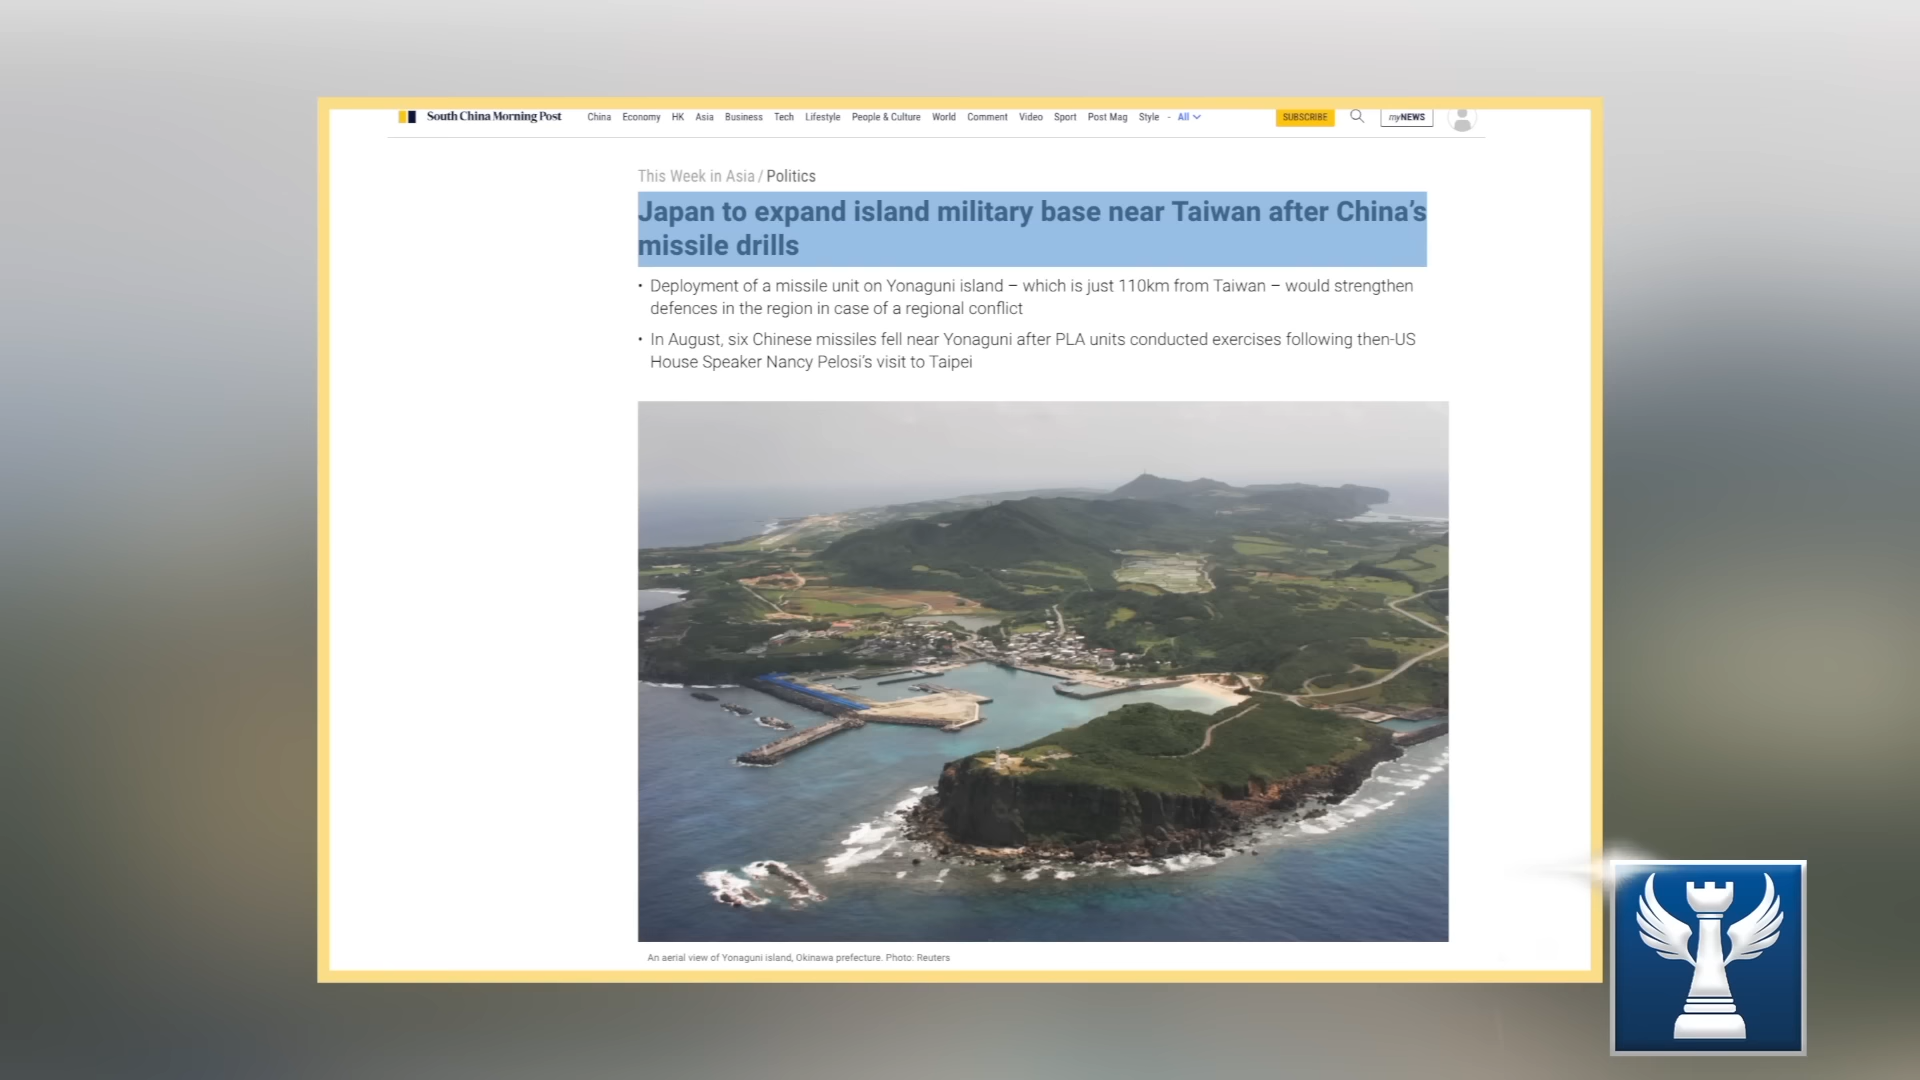 South China Morning Post China Economy HK Asia Business Tech Lifestyle People & Culture World Comment Video Sport Post Mag Style - All SUBSCRIBE myNEWS
This Week in Asia / Politics
Japan to expand island military base near Taiwan after China’s
missile drills
• Deployment of a missile unit on Yonaguni island – which is just 110km from Taiwan – would strengthen
defences in the region in case of a regional conflict
• In August, six Chinese missiles fell near Yonaguni after PLA units conducted exercises following then-US
House Speaker Nancy Pelosi’s visit to Taipei
An aerial view of Yonaguni island, Okinawa prefecture. Photo: Reuters